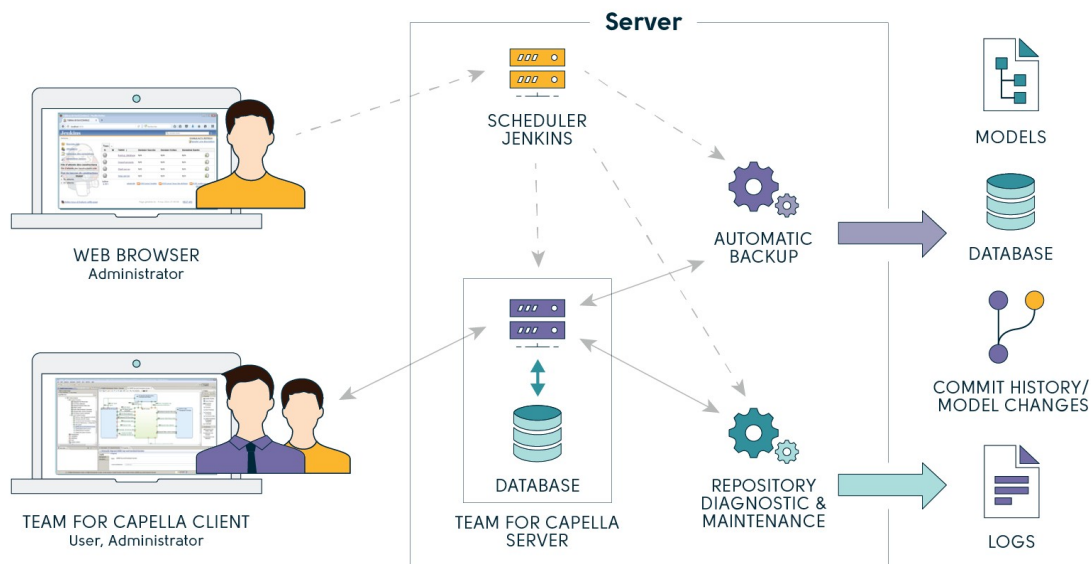 Server
SCHEDULER
JENKINS
MODELS
WEB BROWSER
Administrator
AUTOMATIC
BACKUP
DATABASE
COMMIT HISTORY/
MODEL CHANGES
TEAM FOR CAPELLA CLIENT
User, Administrator
DATABASE
TEAM FOR CAPELLA
SERVER
REPOSITORY
DIAGNOSTIC &
MAINTENANCE
LOGS